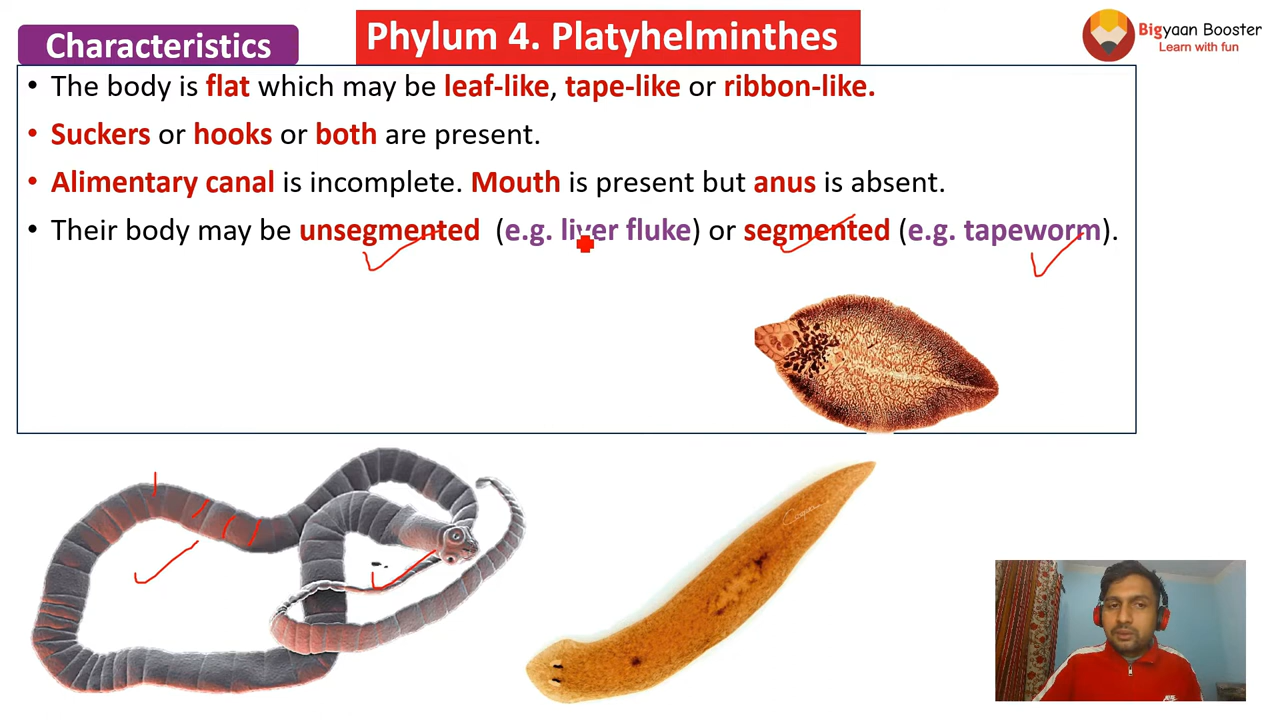 Characteristics
Phylum 4. Platyhelminthes
Bigyaan Booster
Learn with fun
• The body is flat which may be leaf-like, tape-like or ribbon-like.
• Suckers or hooks or both are present.
• Alimentary canal is incomplete. Mouth is present but anus is absent.
• Their body may be unsegmented (e.g. liver fluke) or segmented (e.g. tapeworm).